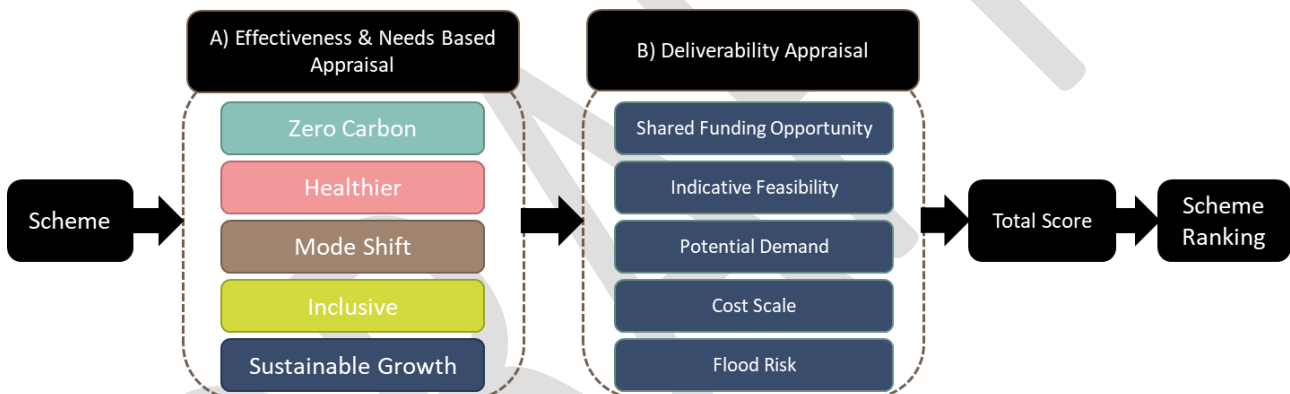 Scheme
A) Effectiveness & Needs Based
Appraisal
Zero Carbon
Healthier
Mode Shift
Inclusive
Sustainable Growth
B) Deliverability Appraisal
Shared Funding Opportunity
Indicative Feasibility
Potential Demand
Cost Scale
Flood Risk
Total Score
Scheme
Ranking